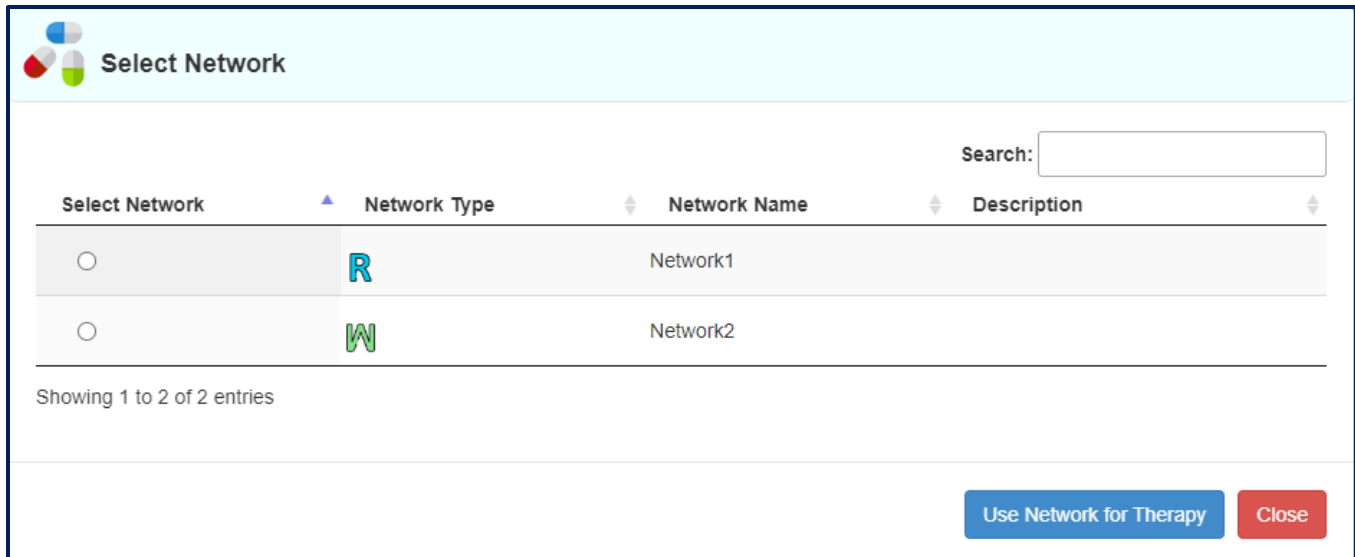 Select Network
Search:
Select Network Network Type Network Name Description
R Network1
W Network2
Showing 1 to 2 of 2 entries
Use Network for Therapy Close